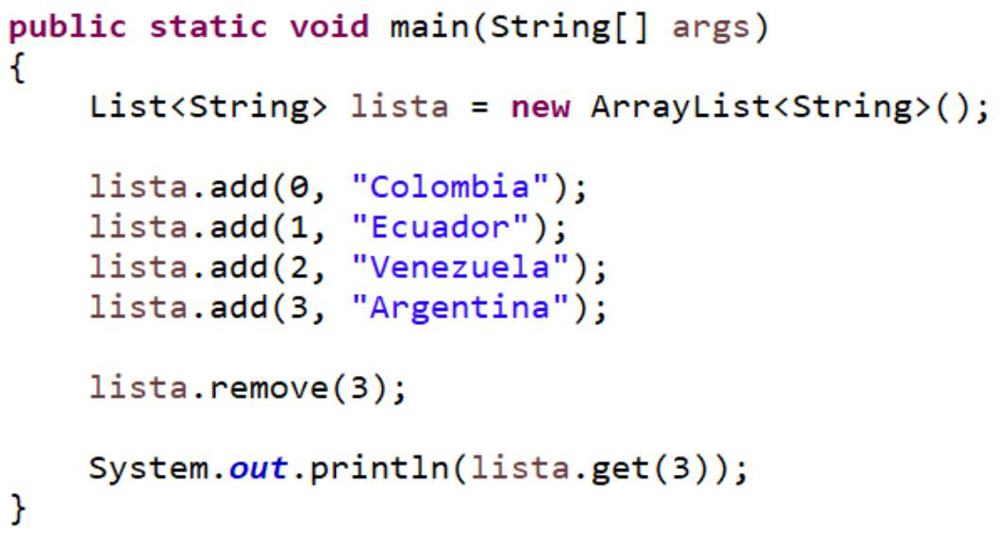 public static void main(String[] args)
{
    List<String> lista = new ArrayList<String>();
    lista.add(0, "Colombia");
    lista.add(1, "Ecuador");
    lista.add(2, "Venezuela");
    lista.add(3, "Argentina");
    lista.remove(3);
    System.out.println(lista.get(3));
}